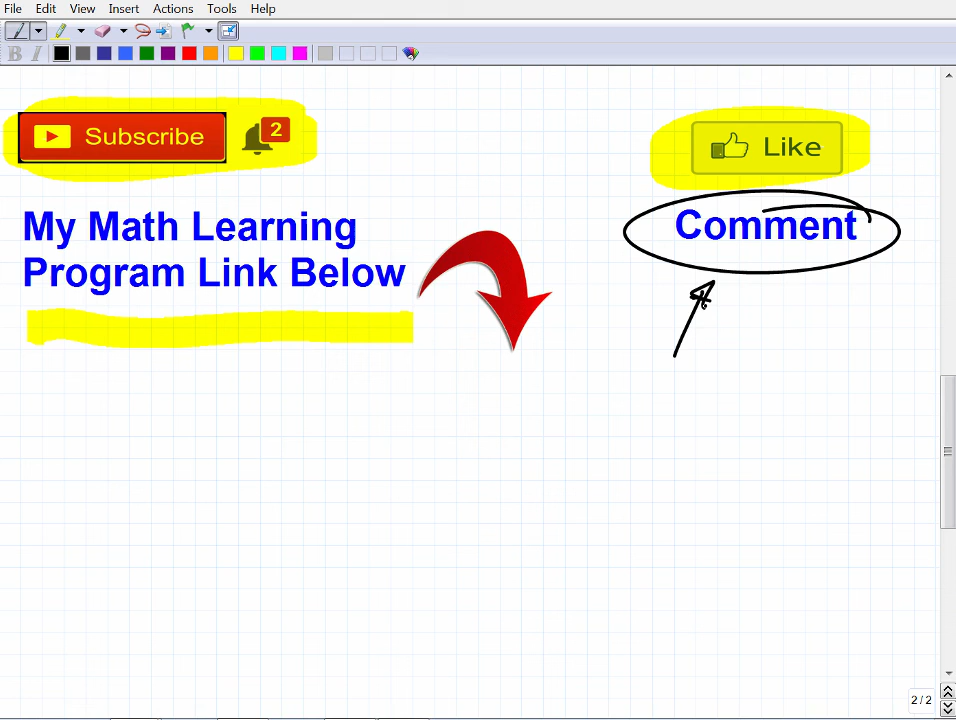 File Edit View Insert Actions Tools Help
B I
Subscribe 2
Like
My Math Learning
Program Link Below
Comment
2 / 2